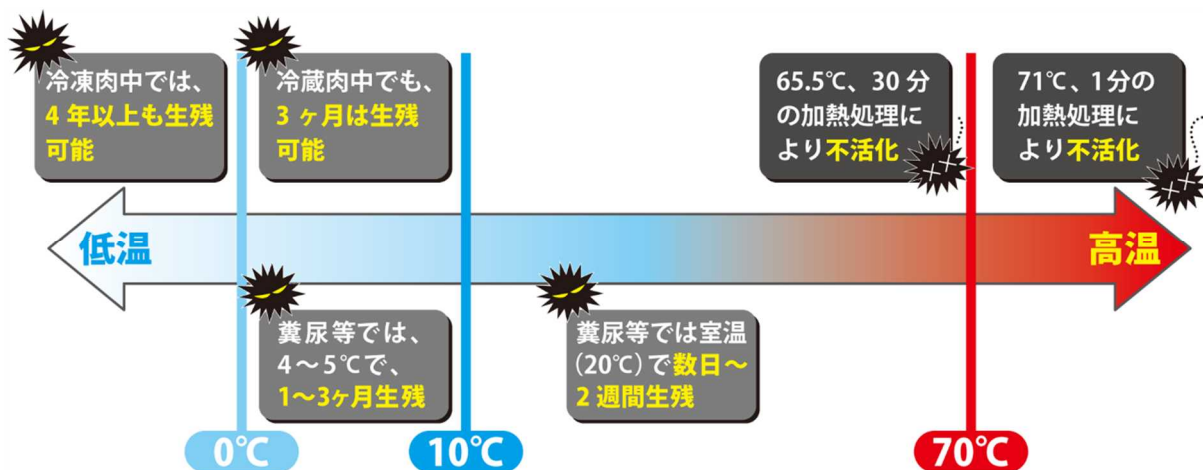 冷凍肉中では、
4年以上も生残
可能
冷蔵肉中でも、
3ヶ月は生残
可能
65.5℃、30分
の加熱処理に
より不活化
71℃、1分の
加熱処理に
より不活化
低温
高温
糞尿等では、
4～5℃で、
1～3ヶ月生残
糞尿等では室温
(20℃)で数日～
2週間生残
0℃
10℃
70℃